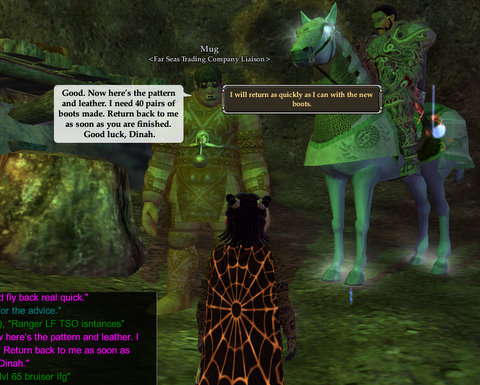 Mug
<Far Seas Trading Company Liaison>
Good. Now here's the pattern
and leather. I need 40 pairs of
boots made. Return back to me
as soon as you are finished.
Good luck, Dinah.
I will return as quickly as I can with the new
boots.
d fly back real quick."
for the advice."
), "Ranger LF TSO isntances"
w here's the pattern and leather. I
. Return back to me as soon as
Dinah."
lvl 65 bruiser lfg"